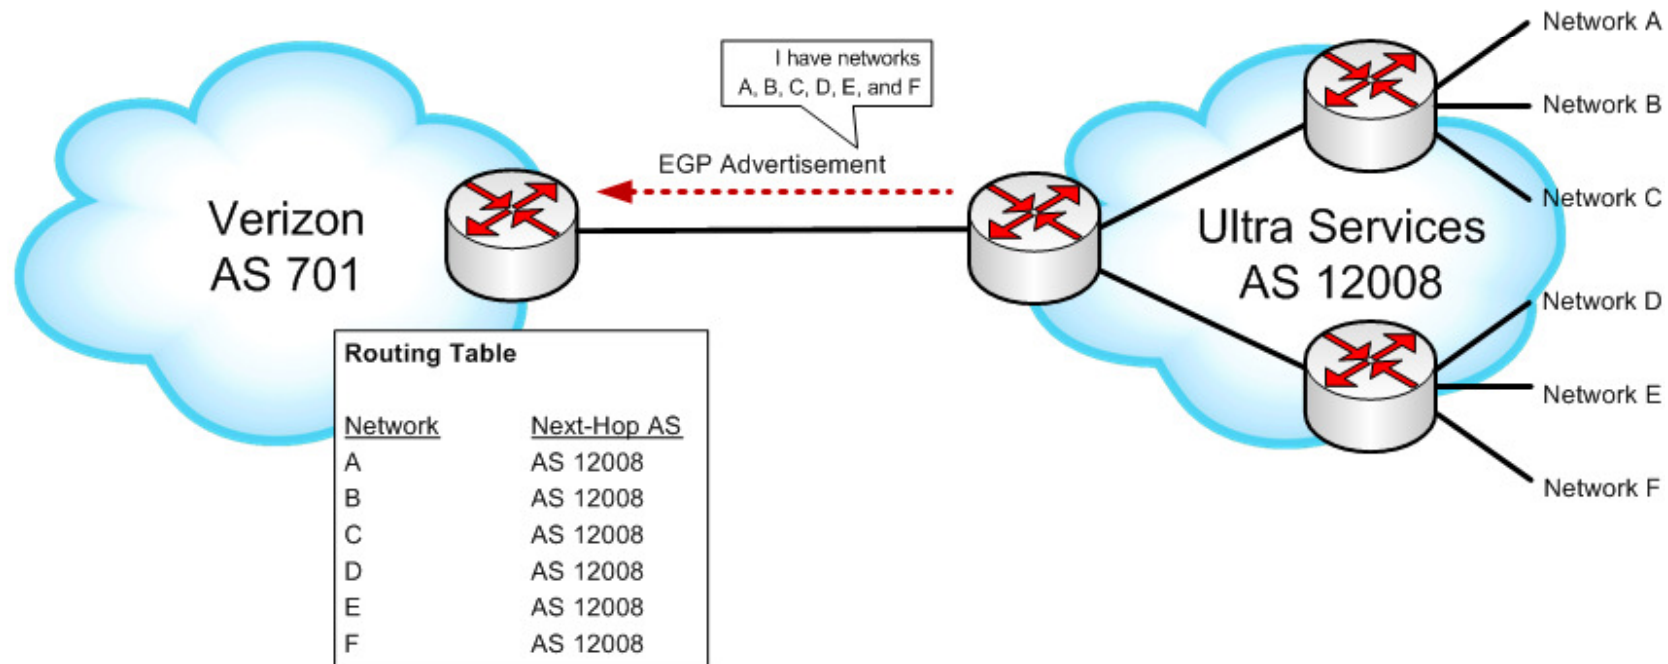 I have networks
A, B, C, D, E, and F
EGP Advertisement
Verizon
AS 701
Ultra Services
AS 12008
Network A
Network B
Network C
Network D
Network E
Network F
Routing Table
Network Next-Hop AS
A AS 12008
B AS 12008
C AS 12008
D AS 12008
E AS 12008
F AS 12008